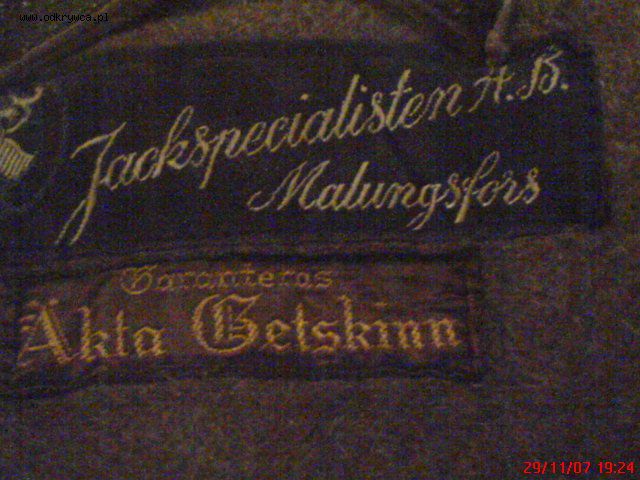 www.odkrywca.pl
Jackspecialisten A.B.
Malungsfors
Garanteras
Äkta Getskinn
29/11/07 19:24